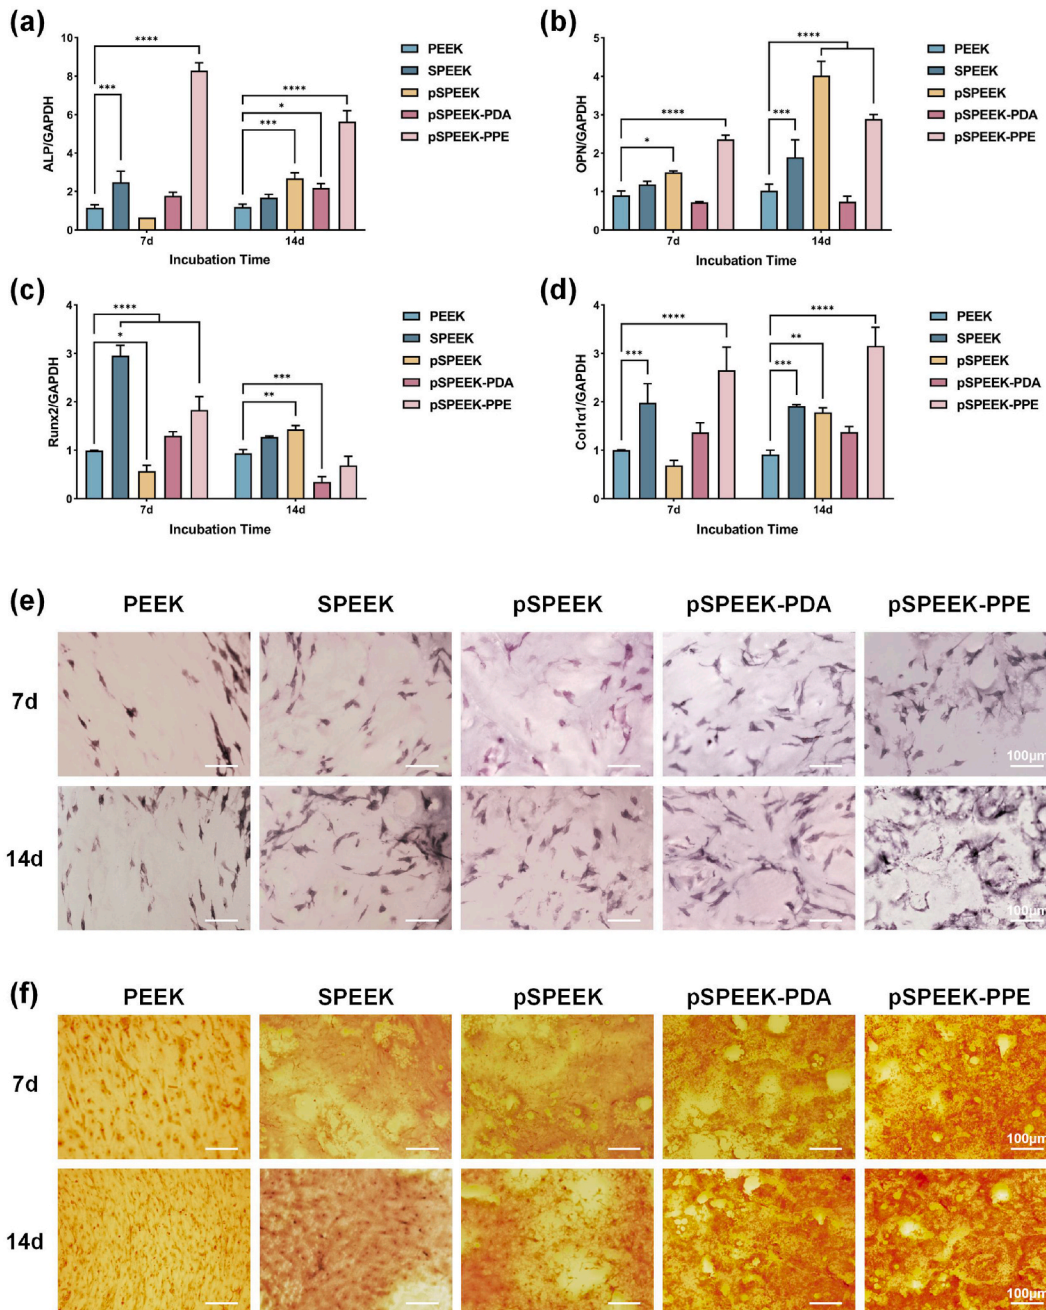 (a)
ALP/GAPDH
10
8
6
4
2
0
****
***
****
*
***
7d
14d
Incubation Time
PEEK
SPEEK
pSPEEK
pSPEEK-PDA
pSPEEK-PPE
(b)
OPN/GAPDH
5
4
3
2
1
0
****
*
****
***
7d
14d
Incubation Time
PEEK
SPEEK
pSPEEK
pSPEEK-PDA
pSPEEK-PPE
(c)
Runx2/GAPDH
4
3
2
1
0
****
*
***
**
7d
14d
Incubation Time
PEEK
SPEEK
pSPEEK
pSPEEK-PDA
pSPEEK-PPE
(d)
Col1α1/GAPDH
4
3
2
1
0
****
***
****
**
***
7d
14d
Incubation Time
PEEK
SPEEK
pSPEEK
pSPEEK-PDA
pSPEEK-PPE
(e)
PEEK SPEEK pSPEEK pSPEEK-PDA pSPEEK-PPE
7d
100μm
14d
100μm
(f)
PEEK SPEEK pSPEEK pSPEEK-PDA pSPEEK-PPE
7d
100μm
14d
100μm